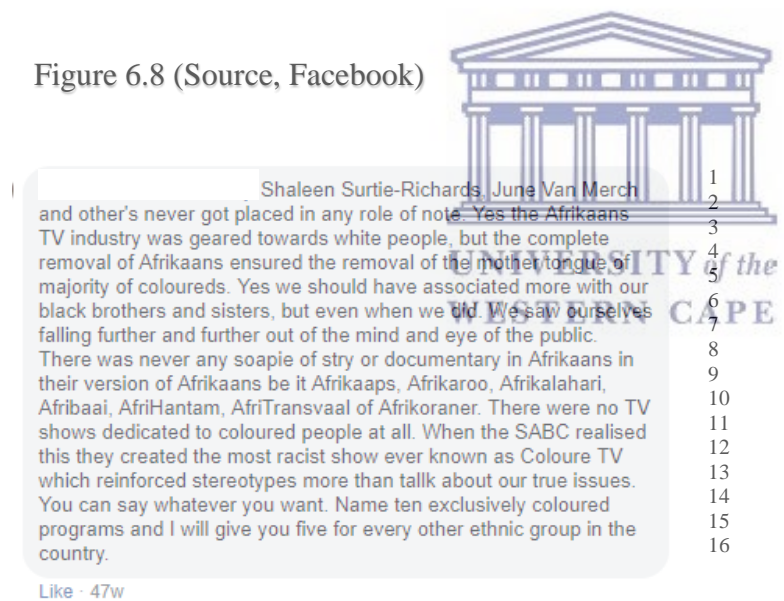 Figure 6.8 (Source, Facebook)
Shaleen Surtie-Richards, June Van Merch 1
and other's never got placed in any role of note. Yes the Afrikaans 2
TV industry was geared towards white people, but the complete 3
removal of Afrikaans ensured the removal of the mother tongue of 4
majority of coloureds. Yes we should have associated more with our 5
black brothers and sisters, but even when we did. We saw ourselves 6
falling further and further out of the mind and eye of the public. 7
There was never any soapie of stry or documentary in Afrikaans in 8
their version of Afrikaans be it Afrikaaps, Afrikaroo, Afrikalahari, 9
Afribaai, AfriHantam, AfriTransvaal of Afrikoraner. There were no TV 10
shows dedicated to coloured people at all. When the SABC realised 11
this they created the most racist show ever known as Coloure TV 12
which reinforced stereotypes more than tallk about our true issues. 13
You can say whatever you want. Name ten exclusively coloured 14
programs and I will give you five for every other ethnic group in the 15
country. 16
Like · 47w
UNIVERSITY of the
WESTERN CAPE